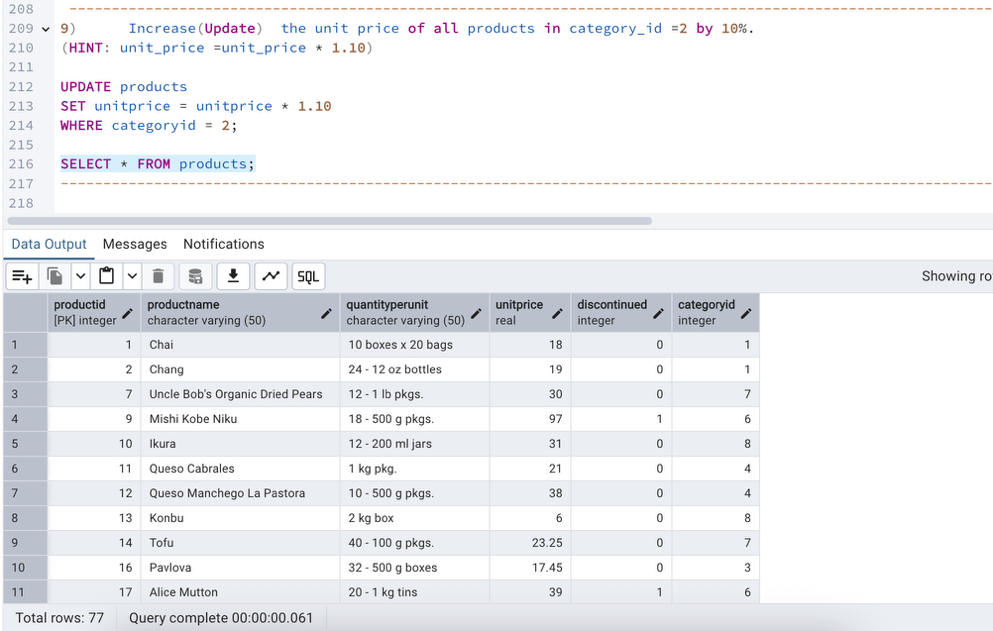 208 --------------------------------------------------------------------------------------------------------------
209 9) Increase(Update) the unit price of all products in category_id =2 by 10%.
210 (HINT: unit_price =unit_price * 1.10)
211
212 UPDATE products
213 SET unitprice = unitprice * 1.10
214 WHERE categoryid = 2;
215
216 SELECT * FROM products;
217 --------------------------------------------------------------------------------------------------------------
218
Data Output Messages Notifications
SQL Showing ro
productid productname quantityperunit unitprice discontinued categoryid
[PK] integer character varying (50) character varying (50) real integer integer
1 1 Chai 10 boxes x 20 bags 18 0 1
2 2 Chang 24 - 12 oz bottles 19 0 1
3 7 Uncle Bob's Organic Dried Pears 12 - 1 lb pkgs. 30 0 7
4 9 Mishi Kobe Niku 18 - 500 g pkgs. 97 1 6
5 10 Ikura 12 - 200 ml jars 31 0 8
6 11 Queso Cabrales 1 kg pkg. 21 0 4
7 12 Queso Manchego La Pastora 10 - 500 g pkgs. 38 0 4
8 13 Konbu 2 kg box 6 0 8
9 14 Tofu 40 - 100 g pkgs. 23.25 0 7
10 16 Pavlova 32 - 500 g boxes 17.45 0 3
11 17 Alice Mutton 20 - 1 kg tins 39 1 6
Total rows: 77 Query complete 00:00:00.061